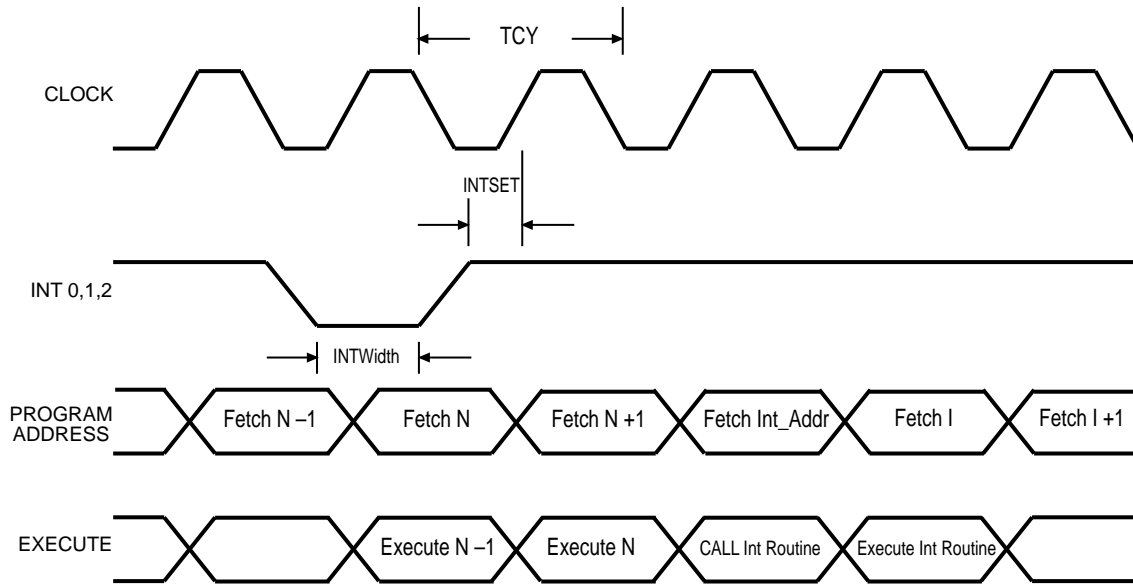 TCY
CLOCK
INTSET
INT 0,1,2
INTWidth
PROGRAM
ADDRESS
Fetch N –1
Fetch N
Fetch N +1
Fetch Int_Addr
Fetch I
Fetch I +1
EXECUTE
Execute N –1
Execute N
CALL Int Routine
Execute Int Routine